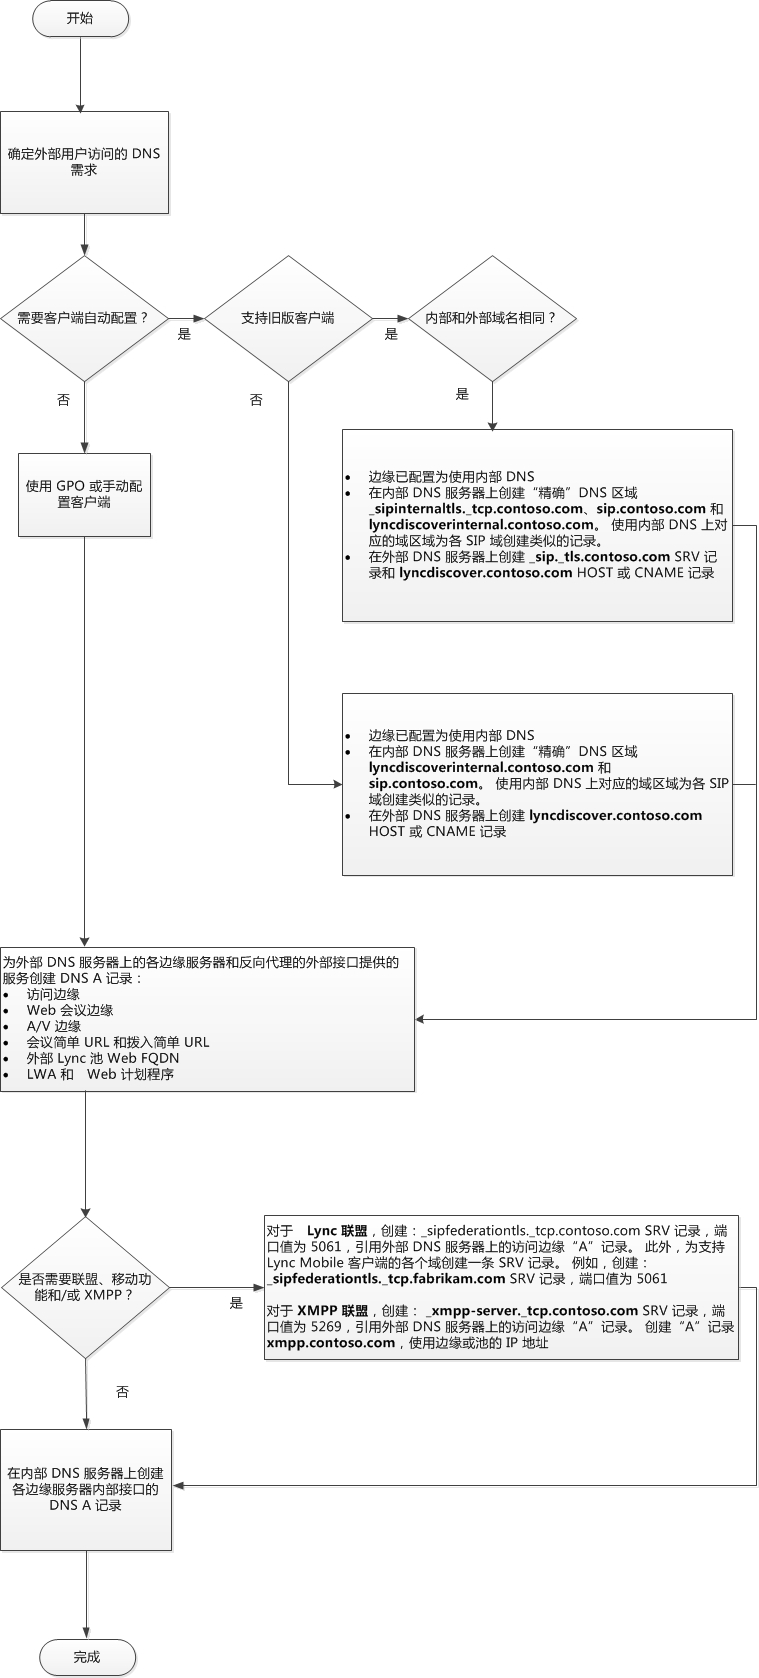 开始
确定外部用户访问的 DNS
需求
需要客户端自动配置？
是
支持旧版客户端
是
内部和外部域名相同？
否
否
是
使用 GPO 或手动配
置客户端
• 边缘已配置为使用内部 DNS
• 在内部 DNS 服务器上创建“精确”DNS 区域
_sipinternaltls._tcp.contoso.com、sip.contoso.com 和
lyncdiscoverinternal.contoso.com。 使用内部 DNS 上对
应的域区域为各 SIP 域创建类似的记录。
• 在外部 DNS 服务器上创建 _sip._tls.contoso.com SRV 记
录和 lyncdiscover.contoso.com HOST 或 CNAME 记录
• 边缘已配置为使用内部 DNS
• 在内部 DNS 服务器上创建“精确”DNS 区域
lyncdiscoverinternal.contoso.com 和
sip.contoso.com。 使用内部 DNS 上对应的域区域为各 SIP
域创建类似的记录。
• 在外部 DNS 服务器上创建 lyncdiscover.contoso.com
HOST 或 CNAME 记录
为外部 DNS 服务器上的各边缘服务器和反向代理的外部接口提供的
服务创建 DNS A 记录：
• 访问边缘
• Web 会议边缘
• A/V 边缘
• 会议简单 URL 和拨入简单 URL
• 外部 Lync 池 Web FQDN
• LWA 和 Web 计划程序
是否需要联盟、移动功
能和/或 XMPP？
是
对于 Lync 联盟，创建：_sipfederationtls._tcp.contoso.com SRV 记录，端
口值为 5061，引用外部 DNS 服务器上的访问边缘“A”记录。 此外，为支持
Lync Mobile 客户端的各个域创建一条 SRV 记录。 例如，创建：
_sipfederationtls._tcp.fabrikam.com SRV 记录，端口值为 5061
对于 XMPP 联盟，创建： _xmpp-server._tcp.contoso.com SRV 记录，端
口值为 5269，引用外部 DNS 服务器上的访问边缘“A”记录。 创建“A”记录
xmpp.contoso.com，使用边缘或池的 IP 地址
否
在内部 DNS 服务器上创建
各边缘服务器内部接口的
DNS A 记录
完成